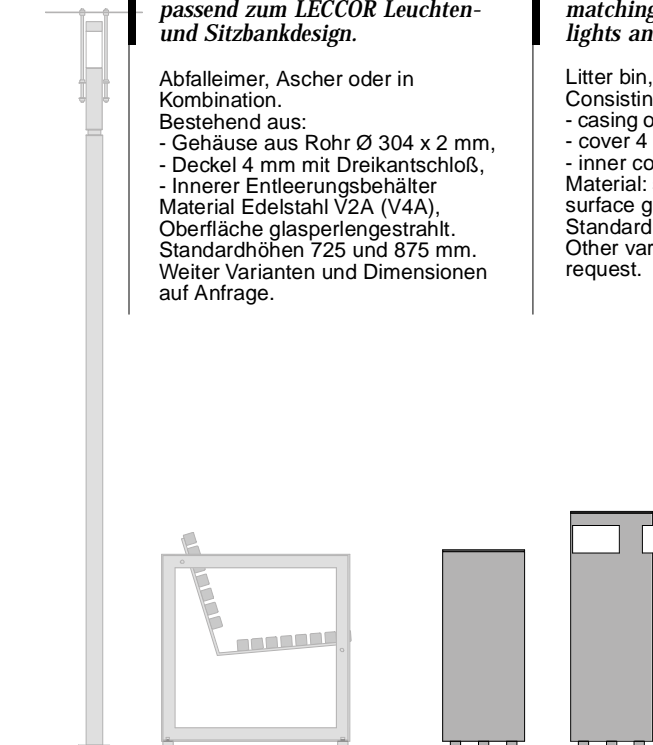 passend zum LECCOR Leuchten-
und Sitzbankdesign.
Abfalleimer, Ascher oder in
Kombination.
Bestehend aus:
- Gehäuse aus Rohr Ø 304 x 2 mm,
- Deckel 4 mm mit Dreikantschloß,
- Innerer Entleerungsbehälter
Material Edelstahl V2A (V4A),
Oberfläche glasperlengestrahlt.
Standardhöhen 725 und 875 mm.
Weiter Varianten und Dimensionen
auf Anfrage.
matching
lights an
Litter bin,
Consistin
- casing o
- cover 4
- inner co
Material:
surface g
Standard
Other var
request.